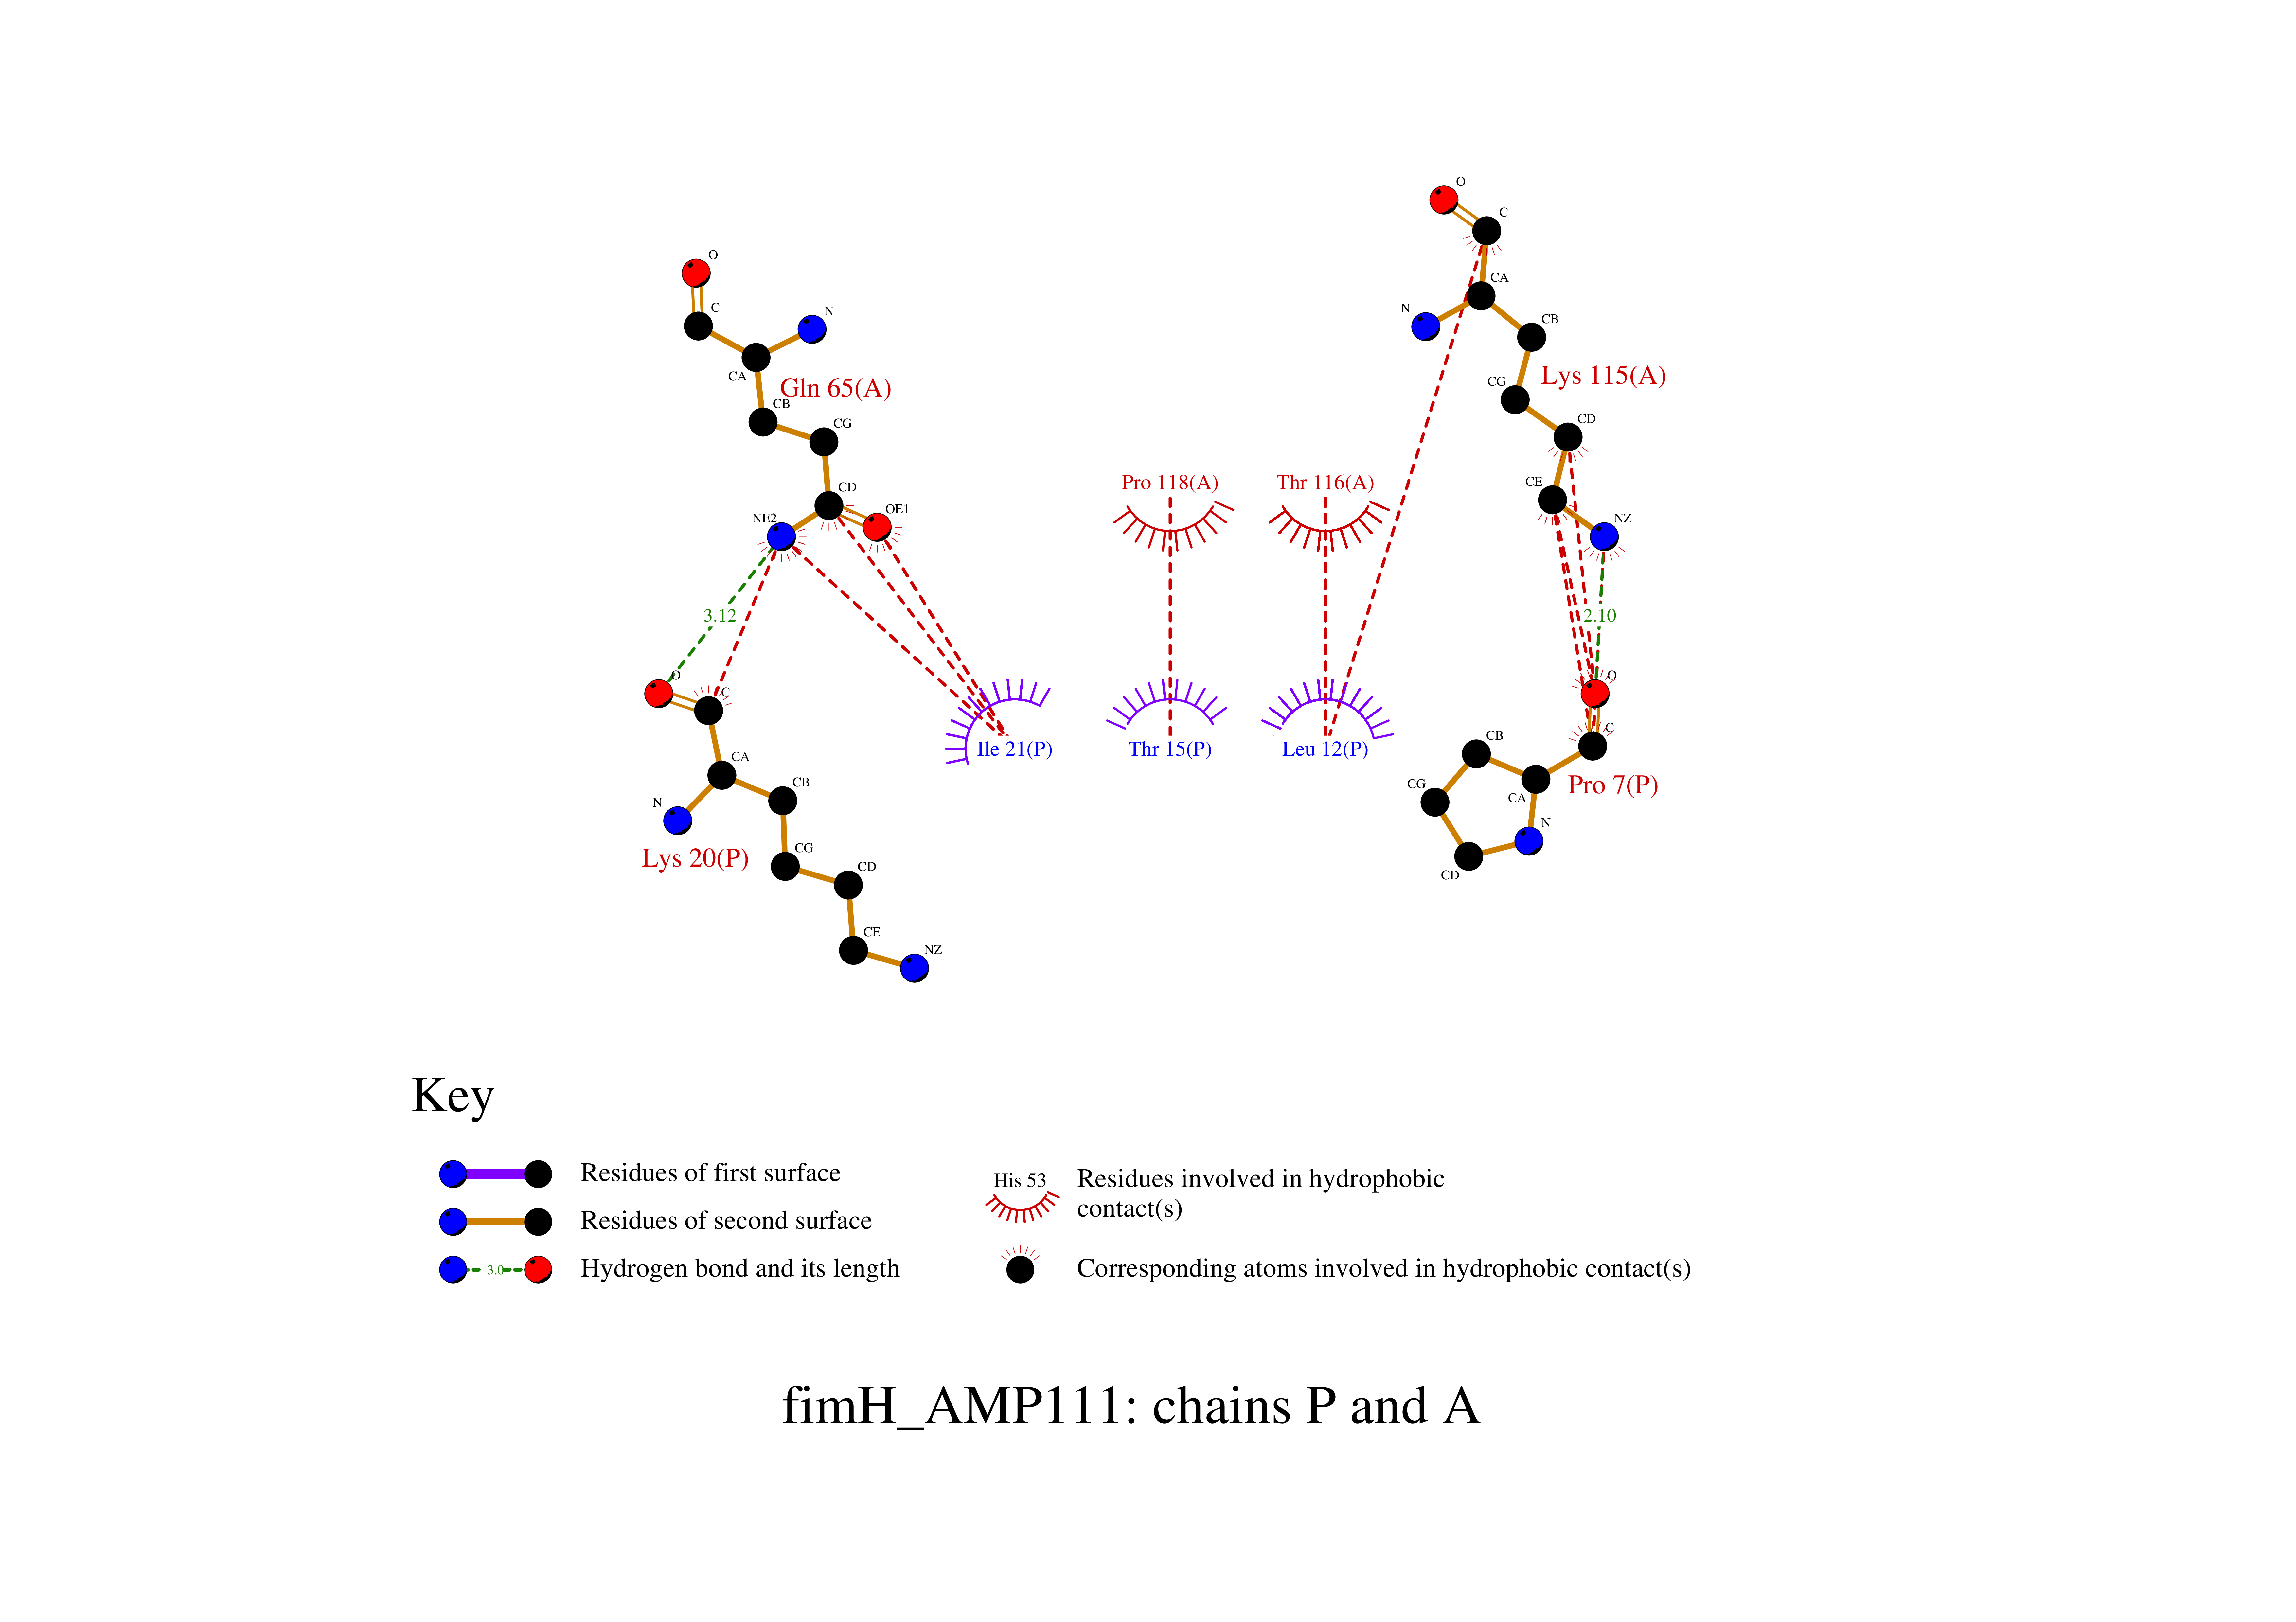 O
C
O
C
CA
N
N
CA
CB
Gln 65(A)
Lys 115(A)
CG
CB
CG
CD
Pro 118(A)
Thr 116(A)
CE
CD
OE1
NE2
NZ
3.12
2.10
O
C
O
C
Ile 21(P)
Thr 15(P)
Leu 12(P)
CB
CA
CB
CG
CA
Pro 7(P)
N
N
Lys 20(P)
CG
CD
CD
CE
NZ
Key
Residues of first surface
Residues of second surface
3.0
Hydrogen bond and its length
His 53
Residues involved in hydrophobic
contact(s)
Corresponding atoms involved in hydrophobic contact(s)
fimH_AMP111: chains P and A